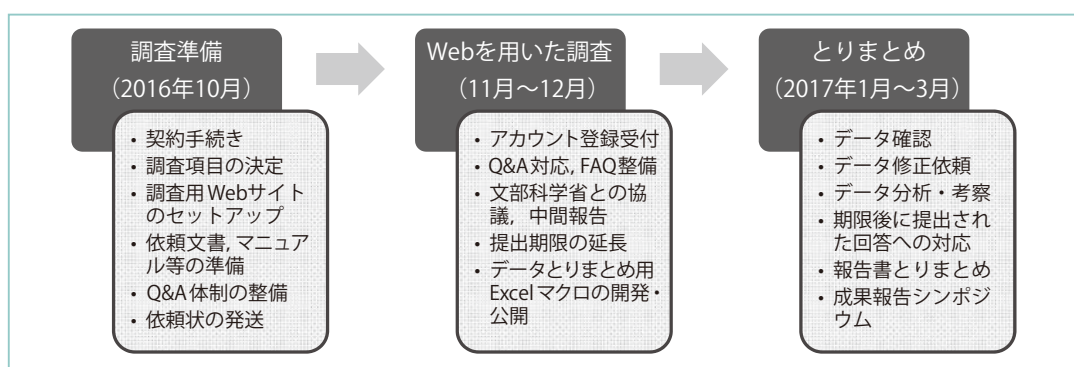 調査準備
(2016年10月)
• 契約手続き
• 調査項目の決定
• 調査用Webサイト
のセットアップ
• 依頼文書, マニュア
ル等の準備
• Q&A体制の整備
• 依頼状の発送
Webを用いた調査
(11月～12月)
• アカウント登録受付
• Q&A対応, FAQ整備
• 文部科学省との協
議, 中間報告
• 提出期限の延長
• データとりまとめ用
Excelマクロの開発・
公開
とりまとめ
(2017年1月～3月)
• データ確認
• データ修正依頼
• データ分析・考察
• 期限後に提出され
た回答への対応
• 報告書とりまとめ
• 成果報告シンポジ
ウム